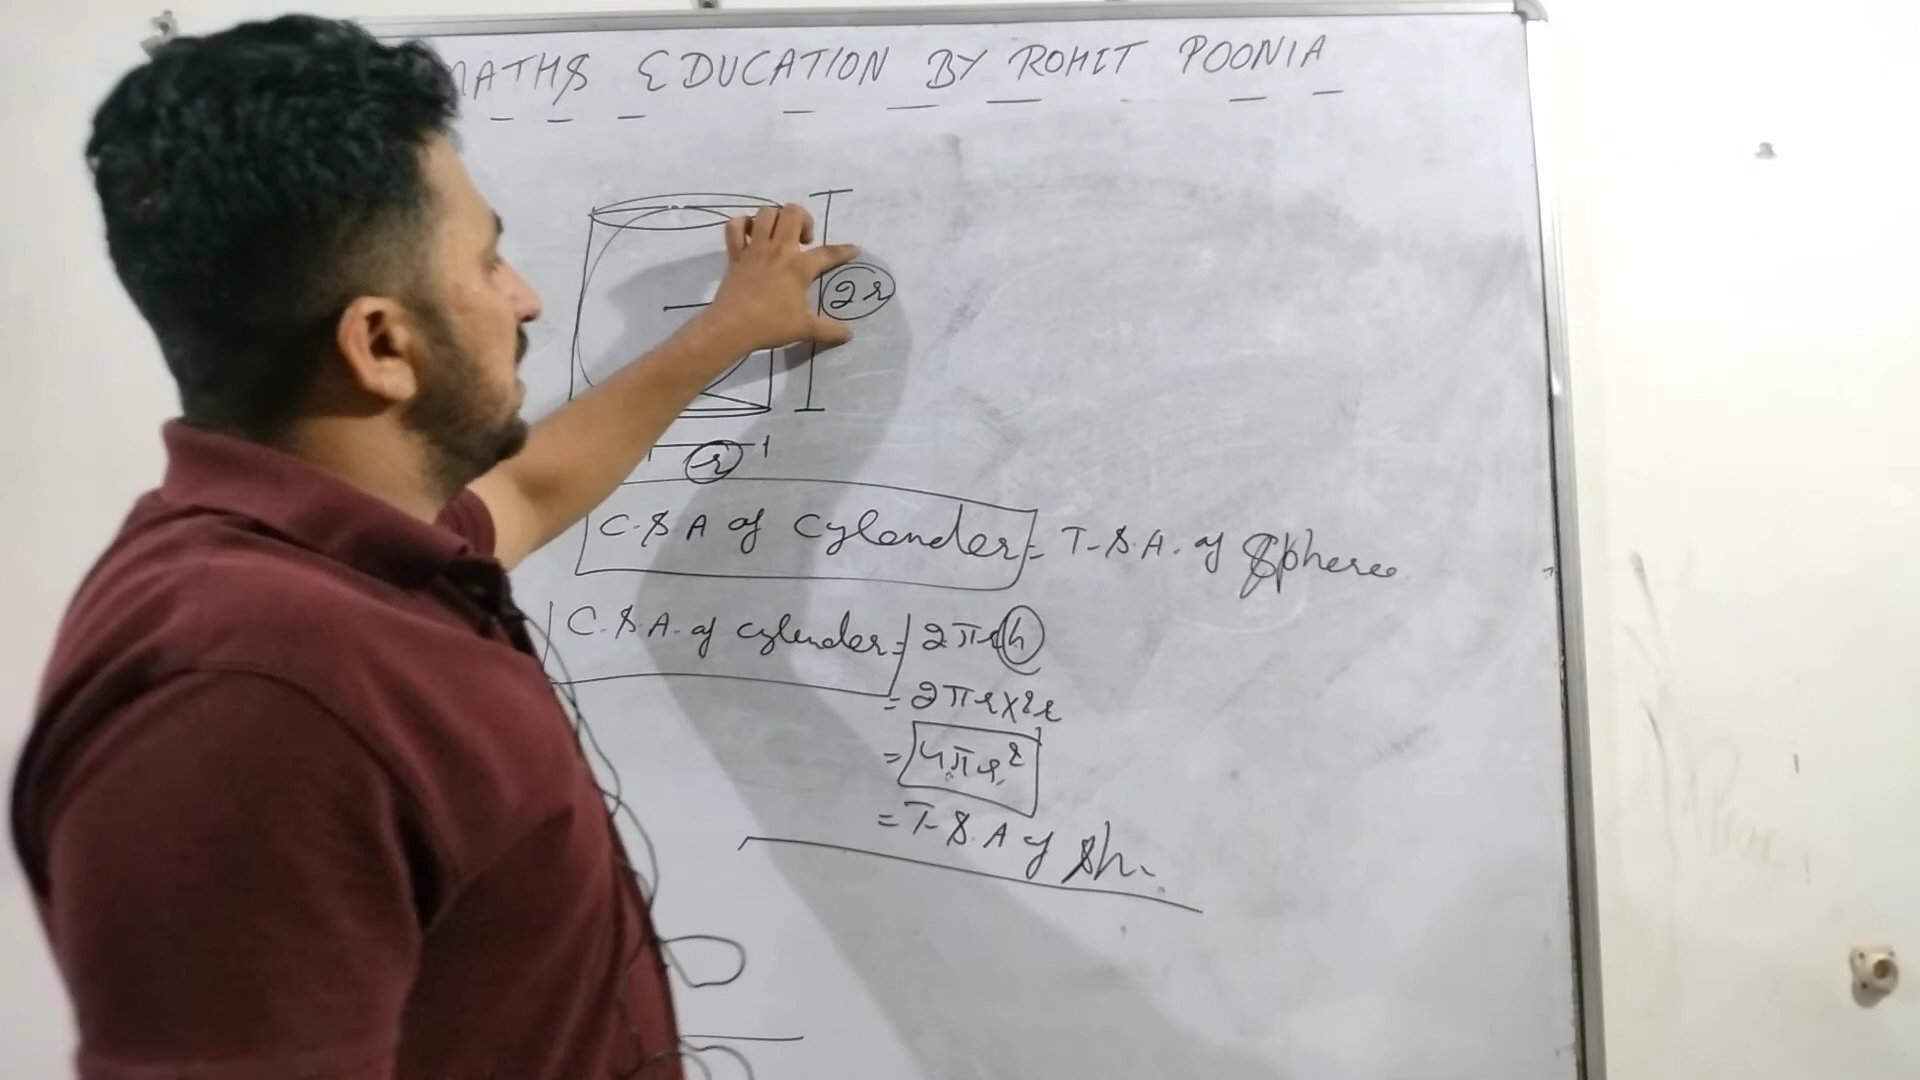 MATHS EDUCATION BY ROHIT POONIA
2r
r
C.S.A of Cylender = T.S.A. of Sphere
C.S.A. of cylender = 2πrh
= 2πr×2r
= 4πr²
= T.S.A of Sh.